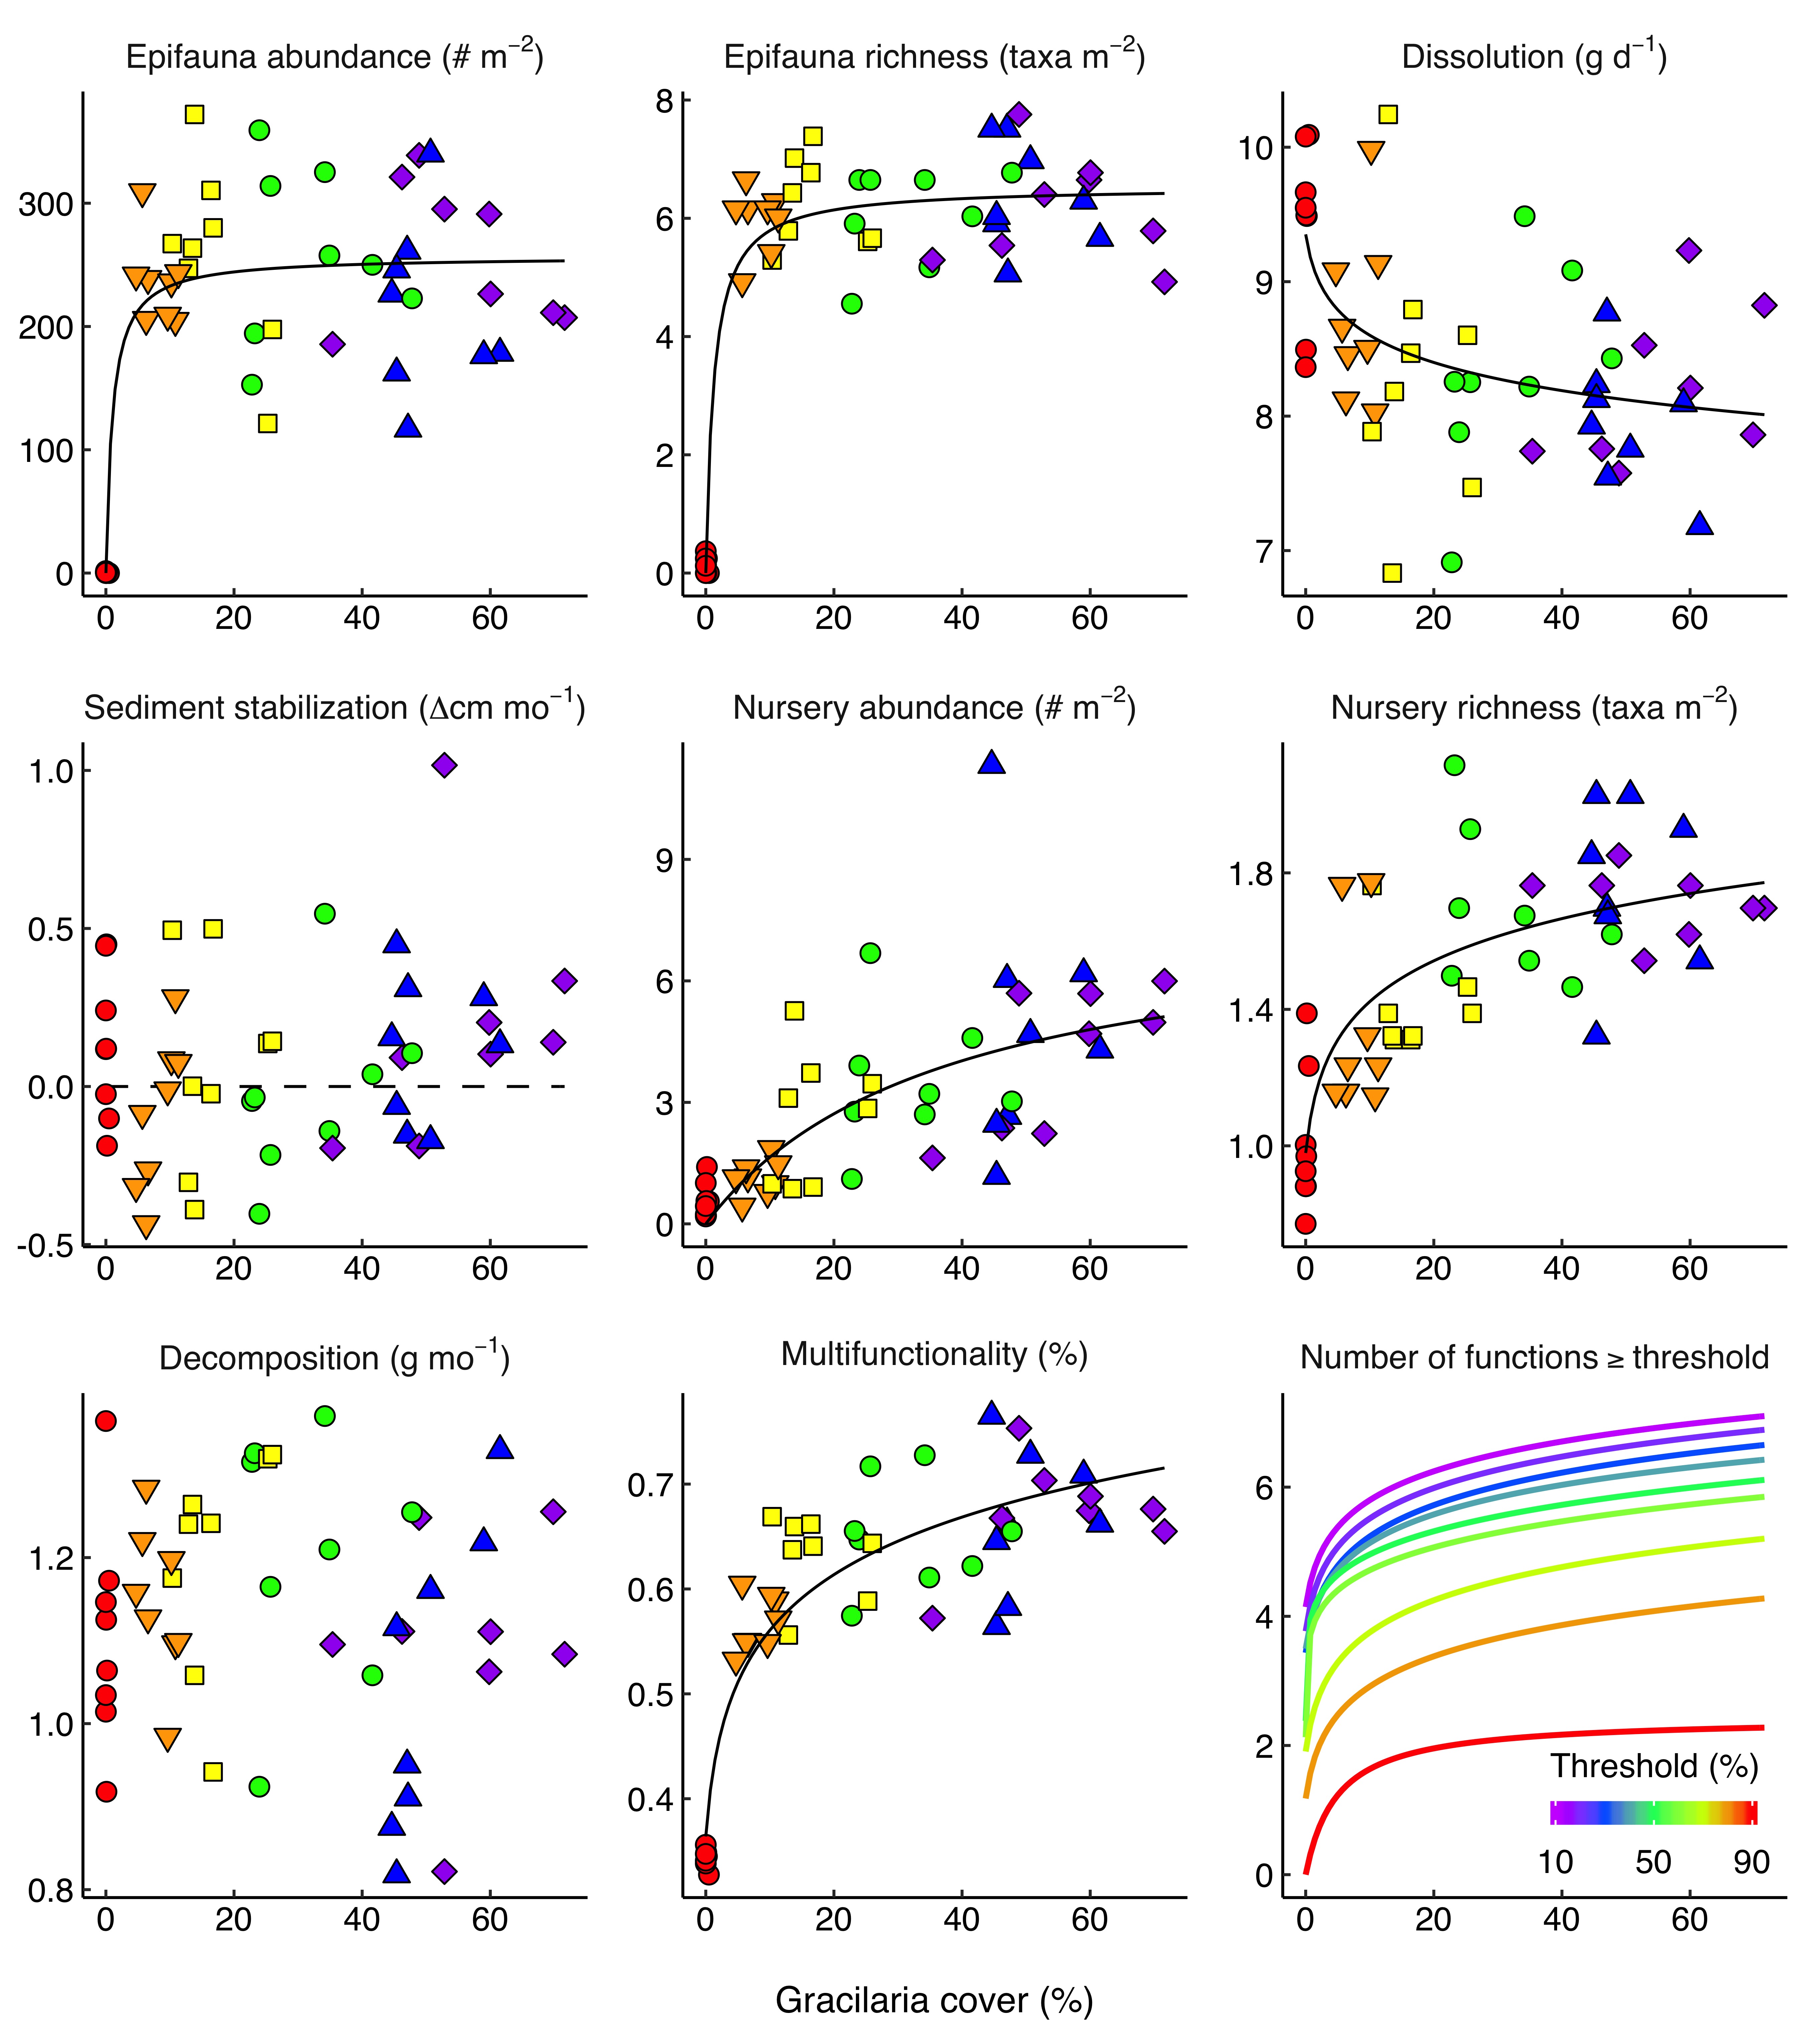 Epifauna abundance (# m−2)
300
200
100
0
0 20 40 60
Epifauna richness (taxa m−2)
8
6
4
2
0
0 20 40 60
Dissolution (g d−1)
10
9
8
7
0 20 40 60
Sediment stabilization (Δcm mo−1)
1.0
0.5
0.0
-0.5
0 20 40 60
Nursery abundance (# m−2)
9
6
3
0
0 20 40 60
Nursery richness (taxa m−2)
1.8
1.4
1.0
0 20 40 60
Decomposition (g mo−1)
1.2
1.0
0.8
0 20 40 60
Multifunctionality (%)
0.7
0.6
0.5
0.4
0 20 40 60
Number of functions ≥ threshold
6
4
2
0
Threshold (%)
10 50 90
0 20 40 60
Gracilaria cover (%)